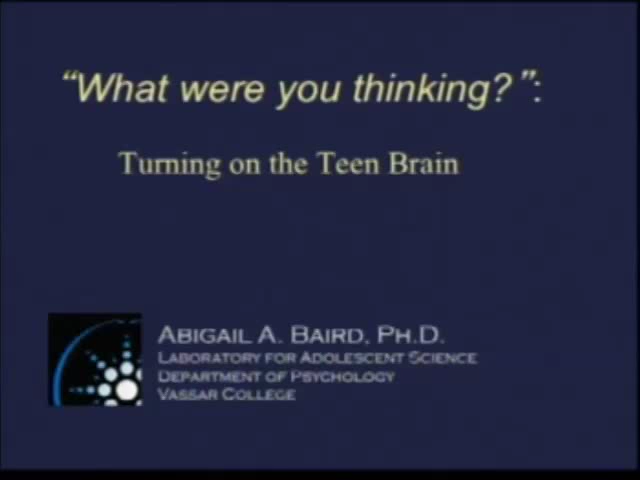 “What were you thinking?”:
Turning on the Teen Brain
ABIGAIL A. BAIRD, PH.D.
LABORATORY FOR ADOLESCENT SCIENCE
DEPARTMENT OF PSYCHOLOGY
VASSAR COLLEGE